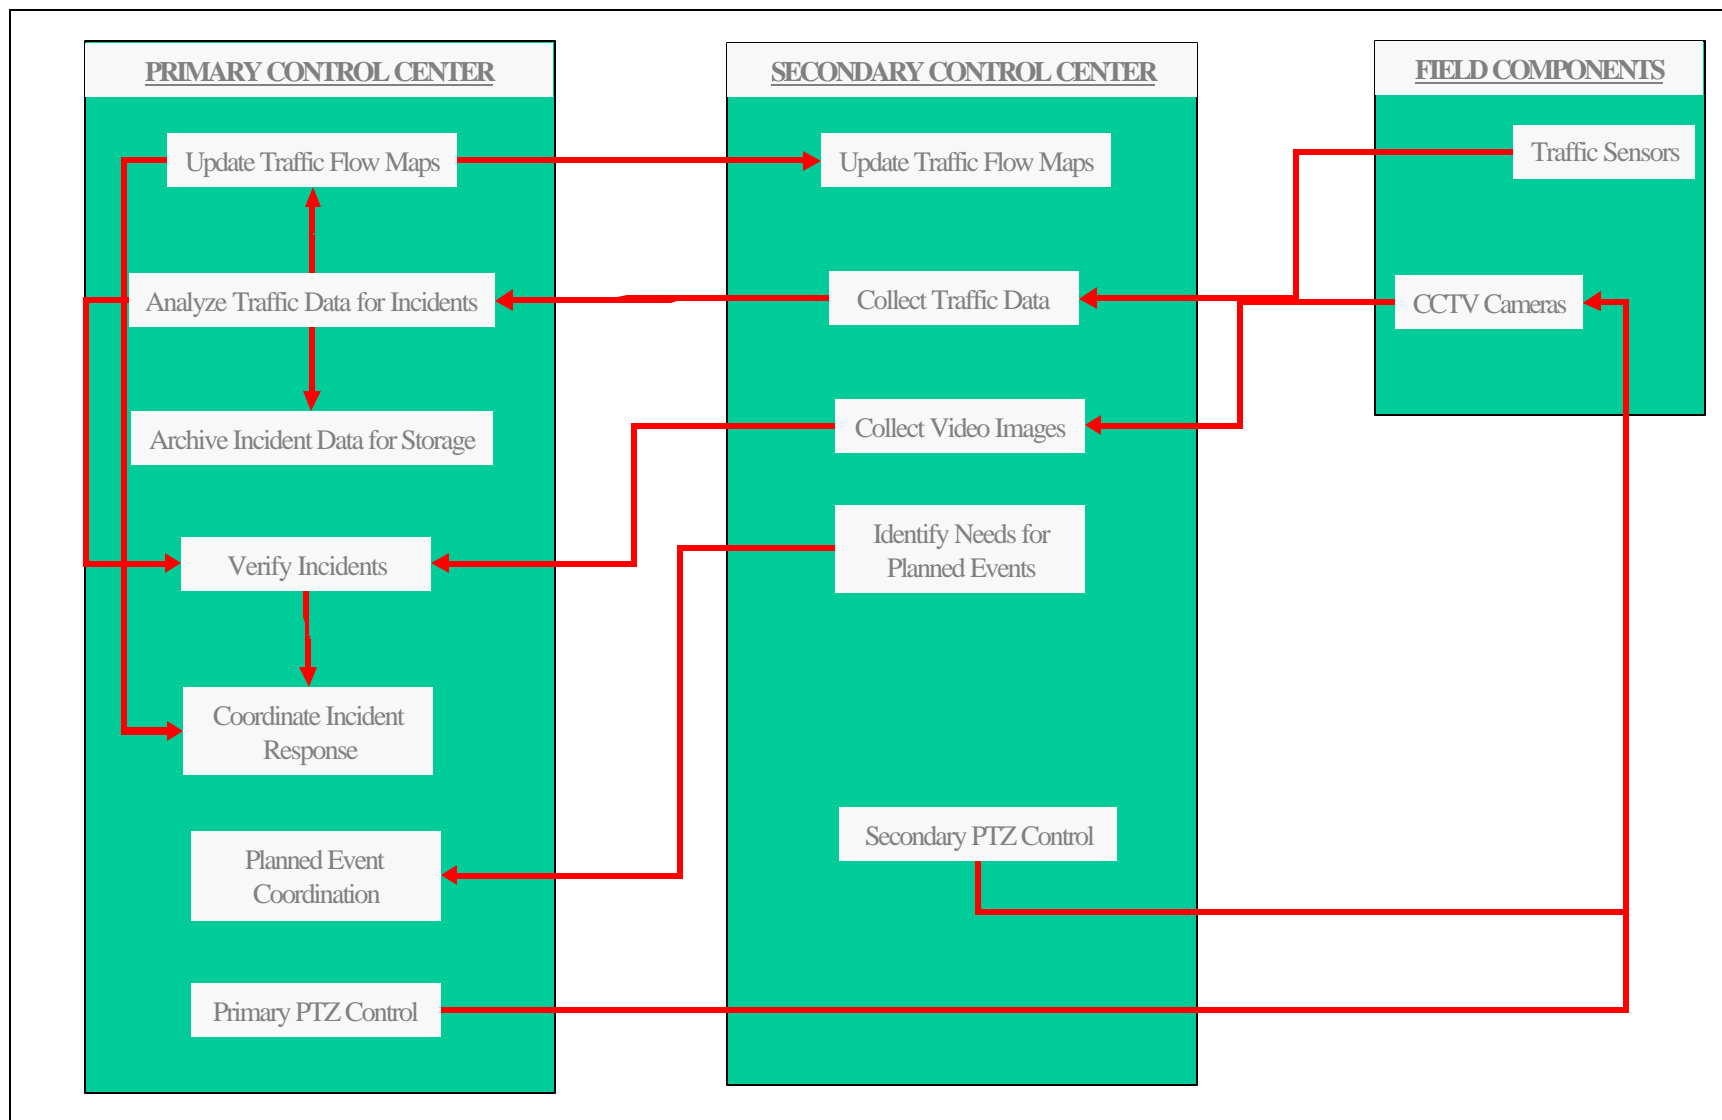 PRIMARY CONTROL CENTER
Update Traffic Flow Maps
Analyze Traffic Data for Incidents
Archive Incident Data for Storage
Verify Incidents
Coordinate Incident
Response
Planned Event
Coordination
Primary PTZ Control
SECONDARY CONTROL CENTER
Update Traffic Flow Maps
Collect Traffic Data
Collect Video Images
Identify Needs for
Planned Events
Secondary PTZ Control
FIELD COMPONENTS
Traffic Sensors
CCTV Cameras